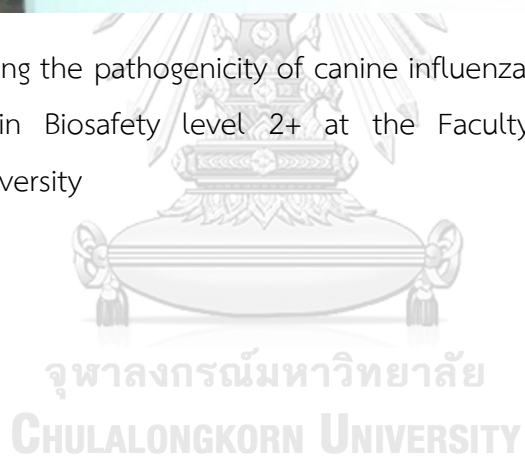 ng the pathogenicity of canine influenza
in Biosafety level 2+ at the Faculty
versity
จุฬาลงกรณ์มหาวิทยาลัย
CHULALONGKORN UNIVERSITY